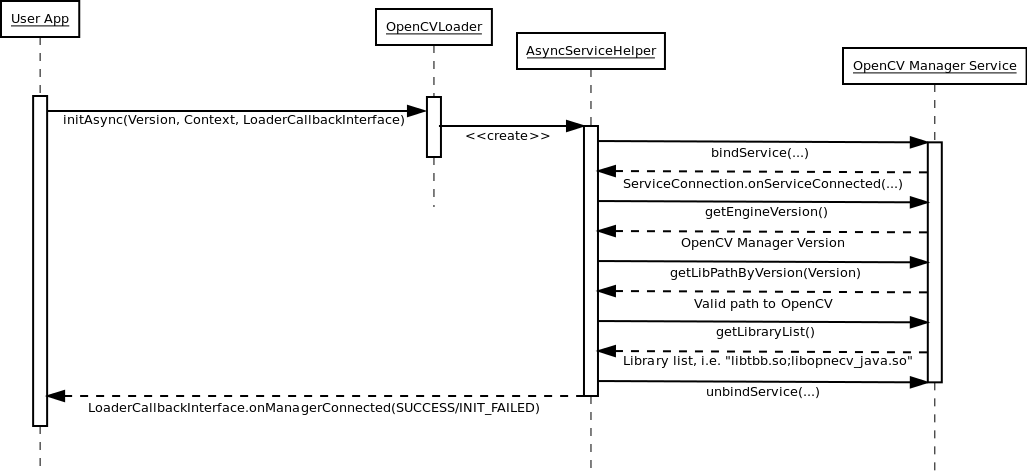 User App
OpenCVLoader
AsyncServiceHelper
OpenCV Manager Service
initAsync(Version, Context, LoaderCallbackInterface)
<<create>>
bindService(...)
ServiceConnection.onServiceConnected(...)
getEngineVersion()
OpenCV Manager Version
getLibPathByVersion(Version)
Valid path to OpenCV
getLibraryList()
Library list, i.e. "libtbb.so;libopnecv_java.so"
unbindService(...)
LoaderCallbackInterface.onManagerConnected(SUCCESS/INIT_FAILED)